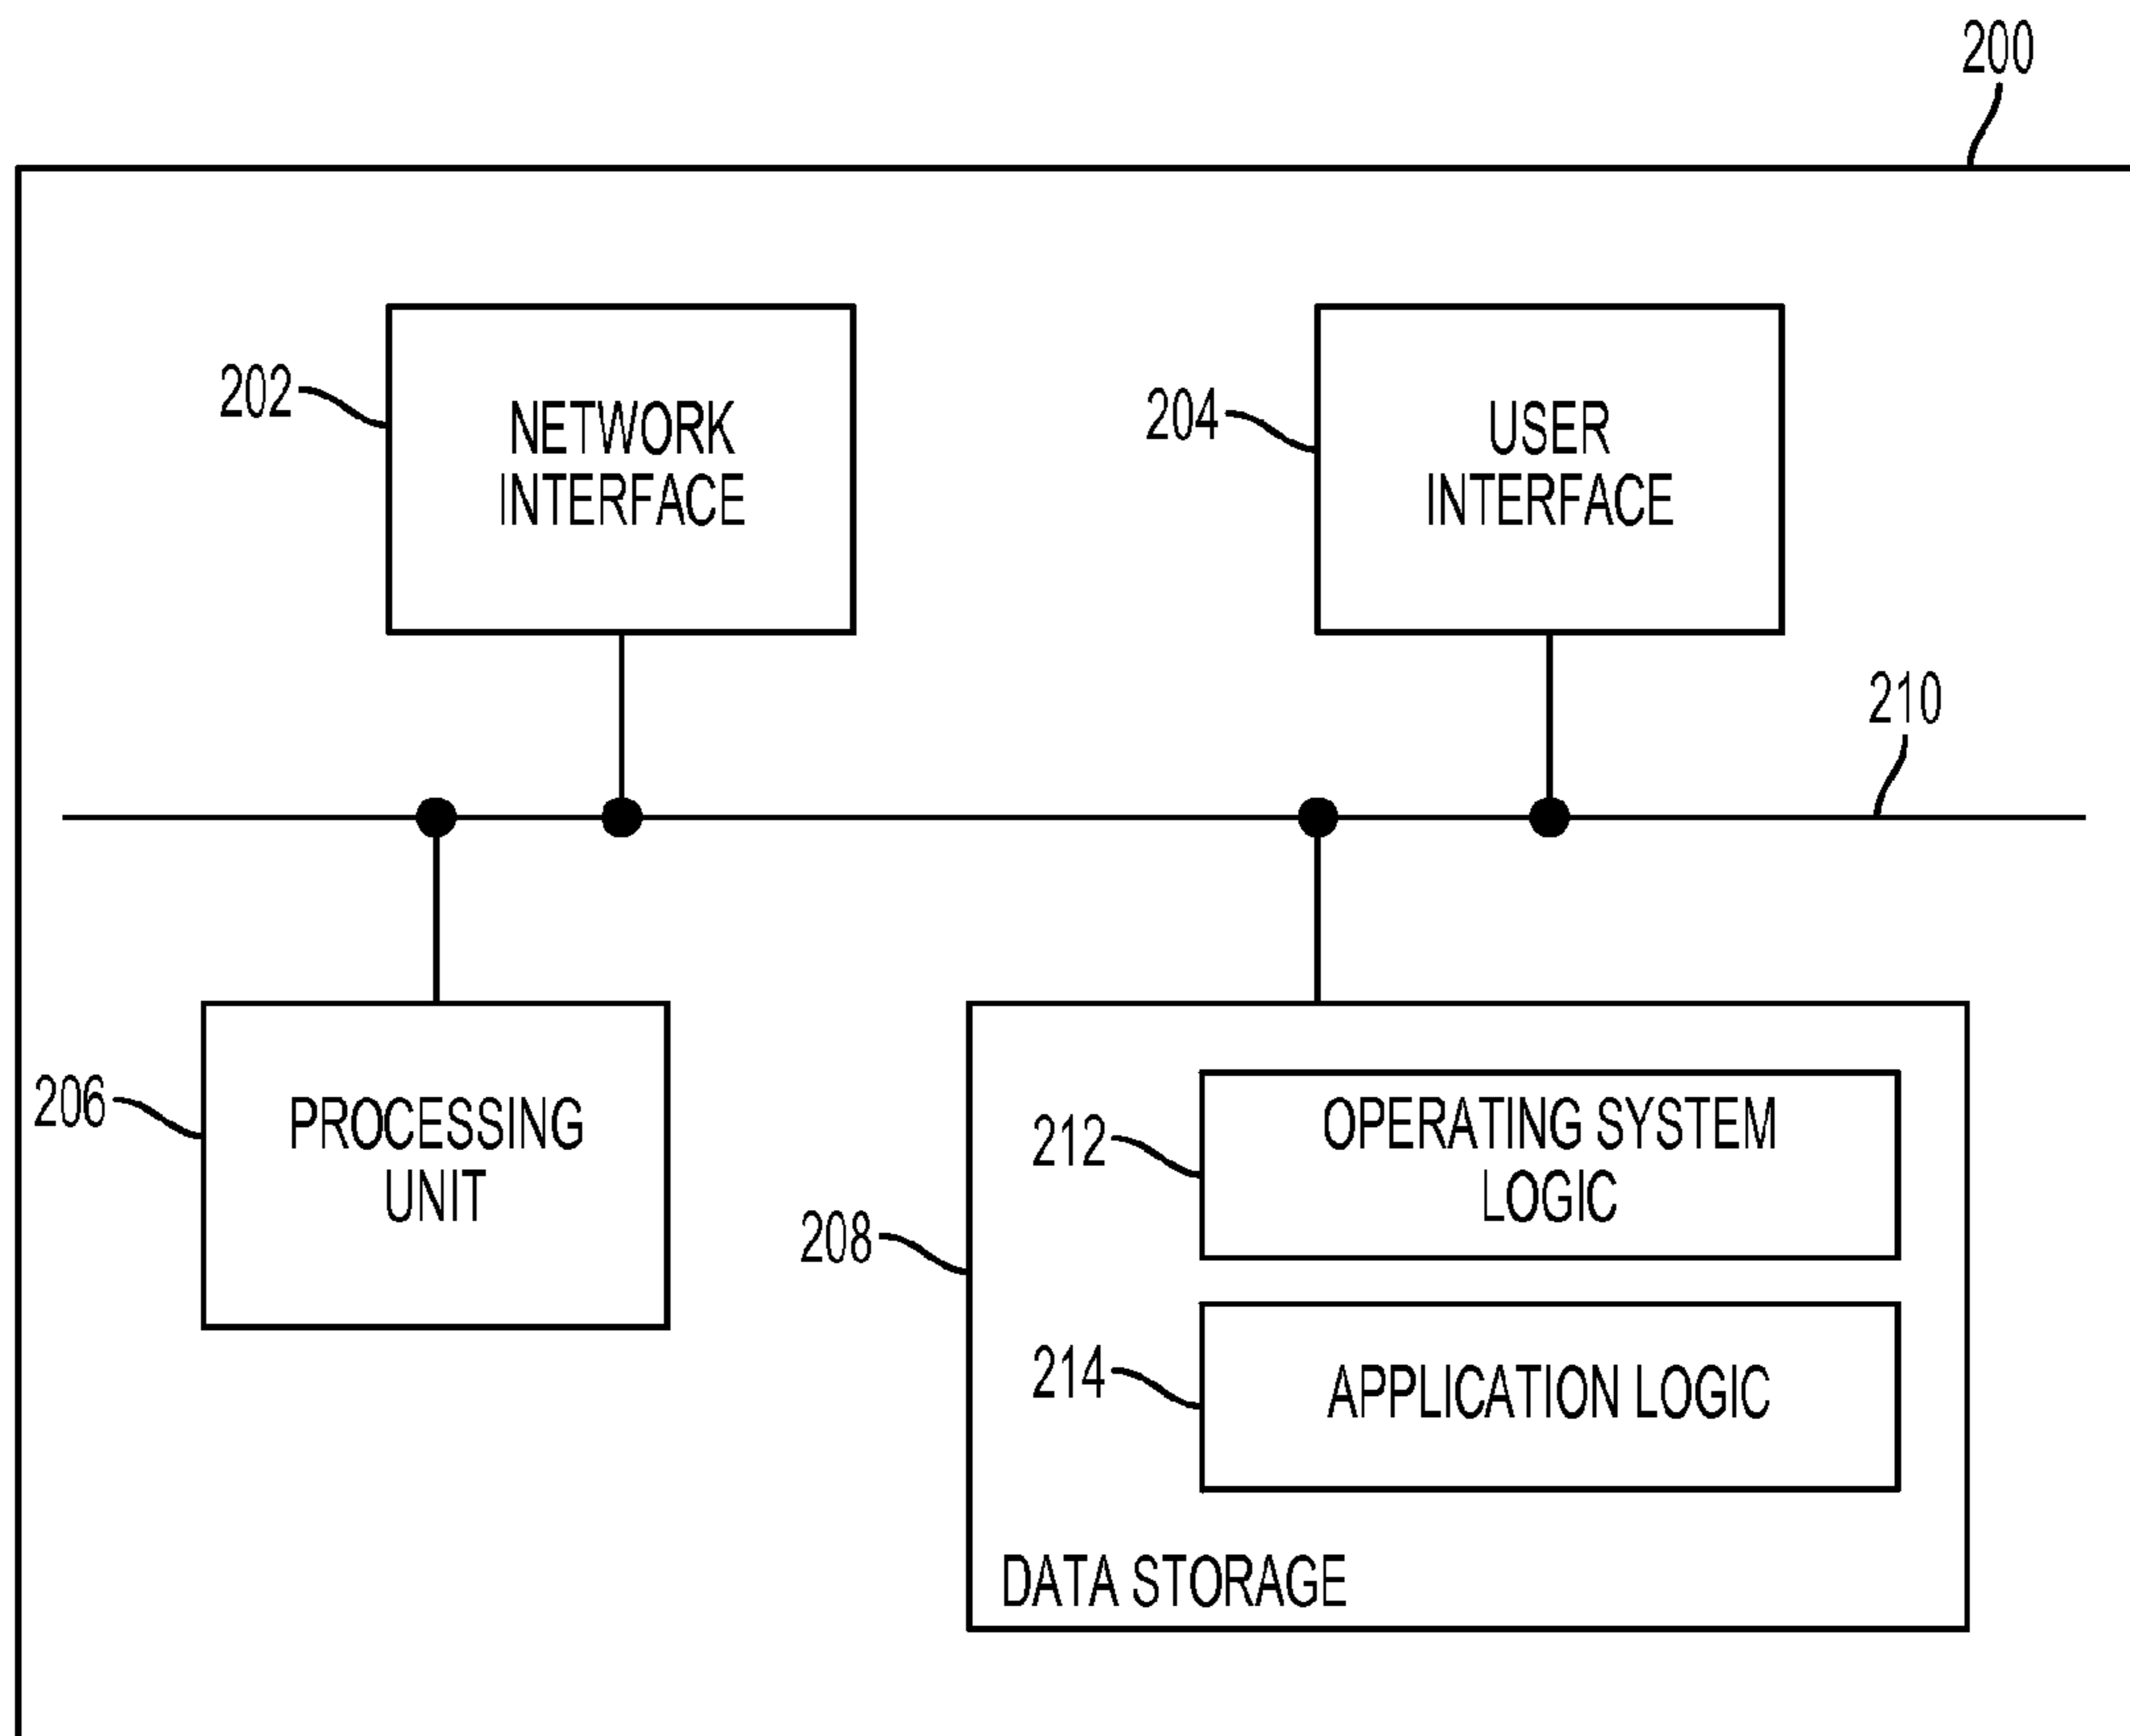 200
202
NETWORK
INTERFACE
204
USER
INTERFACE
210
206
PROCESSING
UNIT
208
212
OPERATING SYSTEM
LOGIC
214
APPLICATION LOGIC
DATA STORAGE